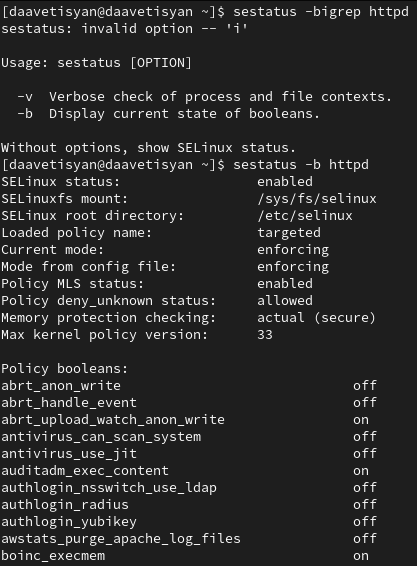 [daavetisyan@daavetisyan ~]$ sestatus -bigrep httpd
sestatus: invalid option -- 'i'
Usage: sestatus [OPTION]
-v Verbose check of process and file contexts.
-b Display current state of booleans.
Without options, show SELinux status.
[daavetisyan@daavetisyan ~]$ sestatus -b httpd
SELinux status: enabled
SELinuxfs mount: /sys/fs/selinux
SELinux root directory: /etc/selinux
Loaded policy name: targeted
Current mode: enforcing
Mode from config file: enforcing
Policy MLS status: enabled
Policy deny_unknown status: allowed
Memory protection checking: actual (secure)
Max kernel policy version: 33
Policy booleans:
abrt_anon_write off
abrt_handle_event off
abrt_upload_watch_anon_write on
antivirus_can_scan_system off
antivirus_use_jit off
auditadm_exec_content on
authlogin_nsswitch_use_ldap off
authlogin_radius off
authlogin_yubikey off
awstats_purge_apache_log_files off
boinc_execmem on